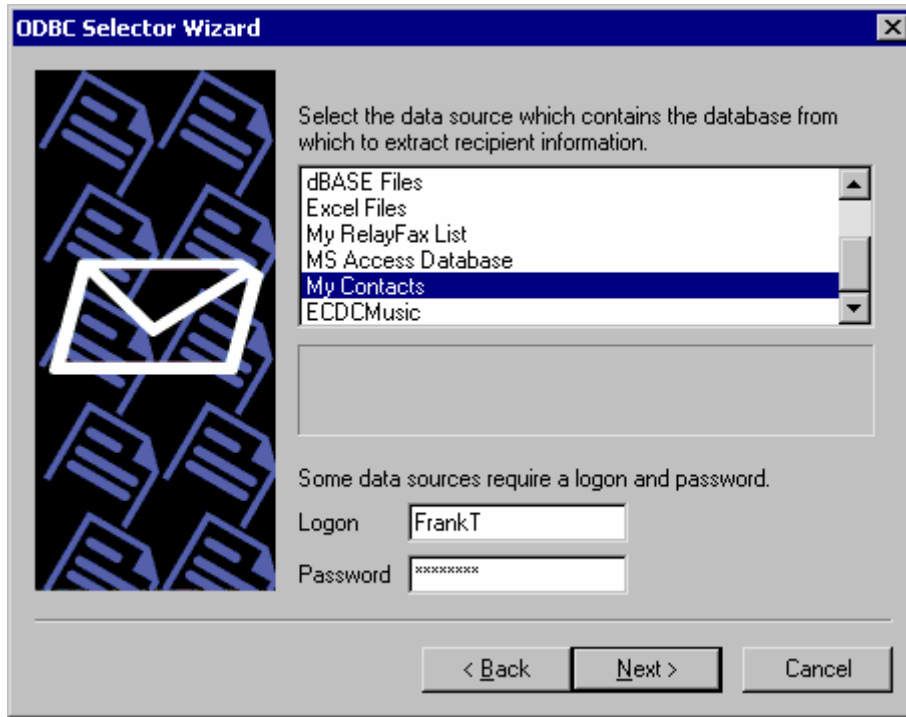 ODBC Selector Wizard
Select the data source which contains the database from
which to extract recipient information.
dBASE Files
Excel Files
My RelayFax List
MS Access Database
My Contacts
ECDCMusic
Some data sources require a logon and password.
Logon FrankT
Password ********
< Back Next > Cancel